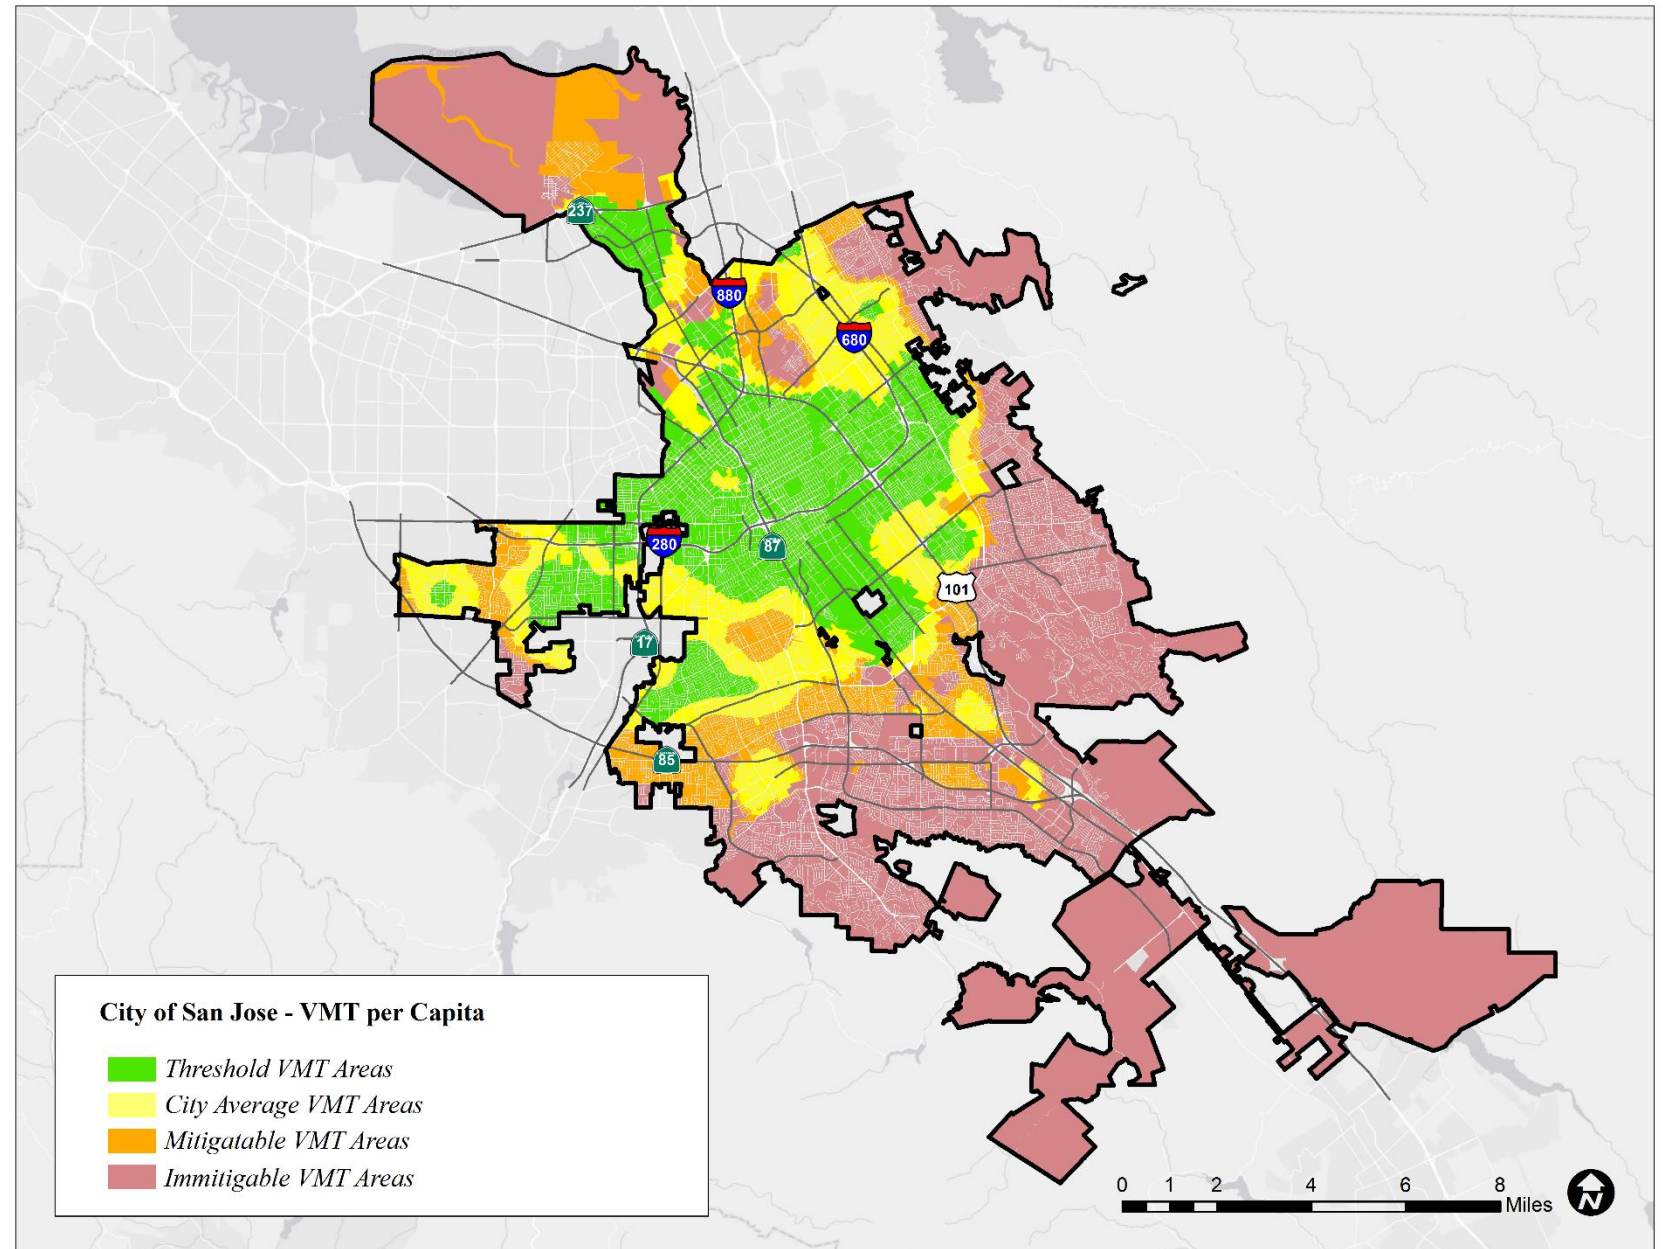 237
880
680
280
87
101
17
85
City of San Jose - VMT per Capita
Threshold VMT Areas
City Average VMT Areas
Mitigatable VMT Areas
Immitigable VMT Areas
0 1 2 4 6 8
Miles
N